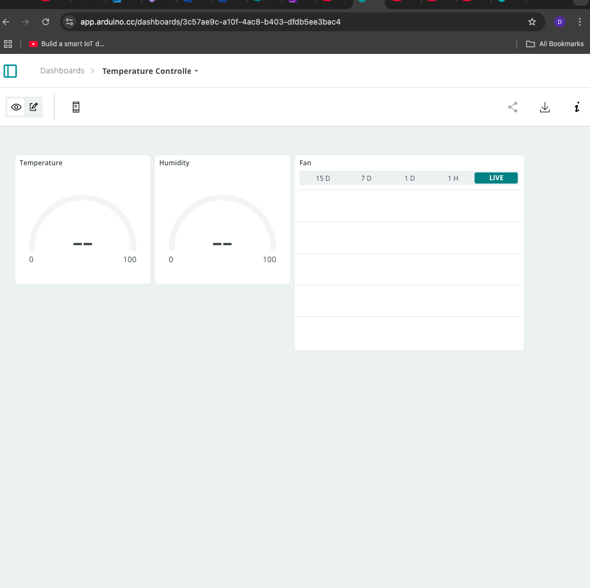 app.arduino.cc/dashboards/3c57ae9c-a10f-4ac8-b403-dfdb5ee3bac4
D
Build a smart IoT d...
All Bookmarks
Dashboards > Temperature Controlle
Temperature
Humidity
Fan
15 D 7 D 1 D 1 H LIVE
-- --
0 100 0 100